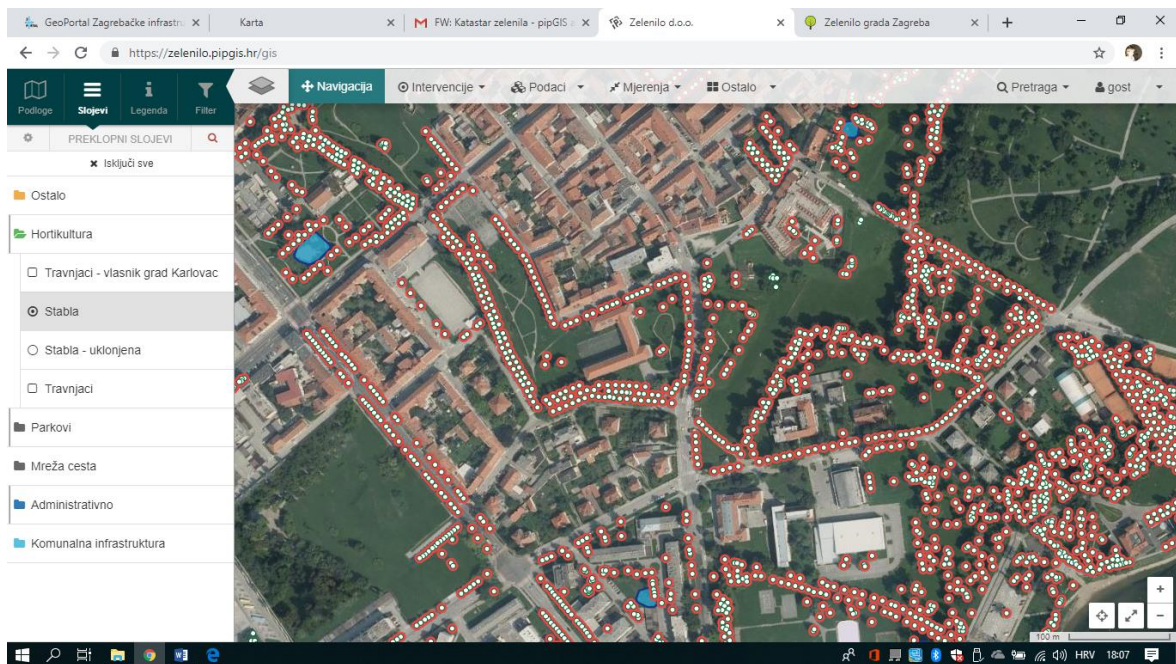 GeoPortal Zagrebačke infrastru
Karta
FW: Katastar zelenila - pipGIS
Zelenilo d.o.o.
Zelenilo grada Zagreba
https://zelenilo.pipgis.hr/gis
Podloge
Slojevi
Legenda
Filter
Navigacija
Intervencije
Podaci
Mjerenja
Ostalo
Pretraga
gost
PREKLOPNI SLOJEVI
Isključi sve
Ostalo
Hortikultura
Travnjaci - vlasnik grad Karlovac
Stabla
Stabla - uklonjena
Travnjaci
Parkovi
Mreža cesta
Administrativno
Komunalna infrastruktura
100 m
HRV
18:07